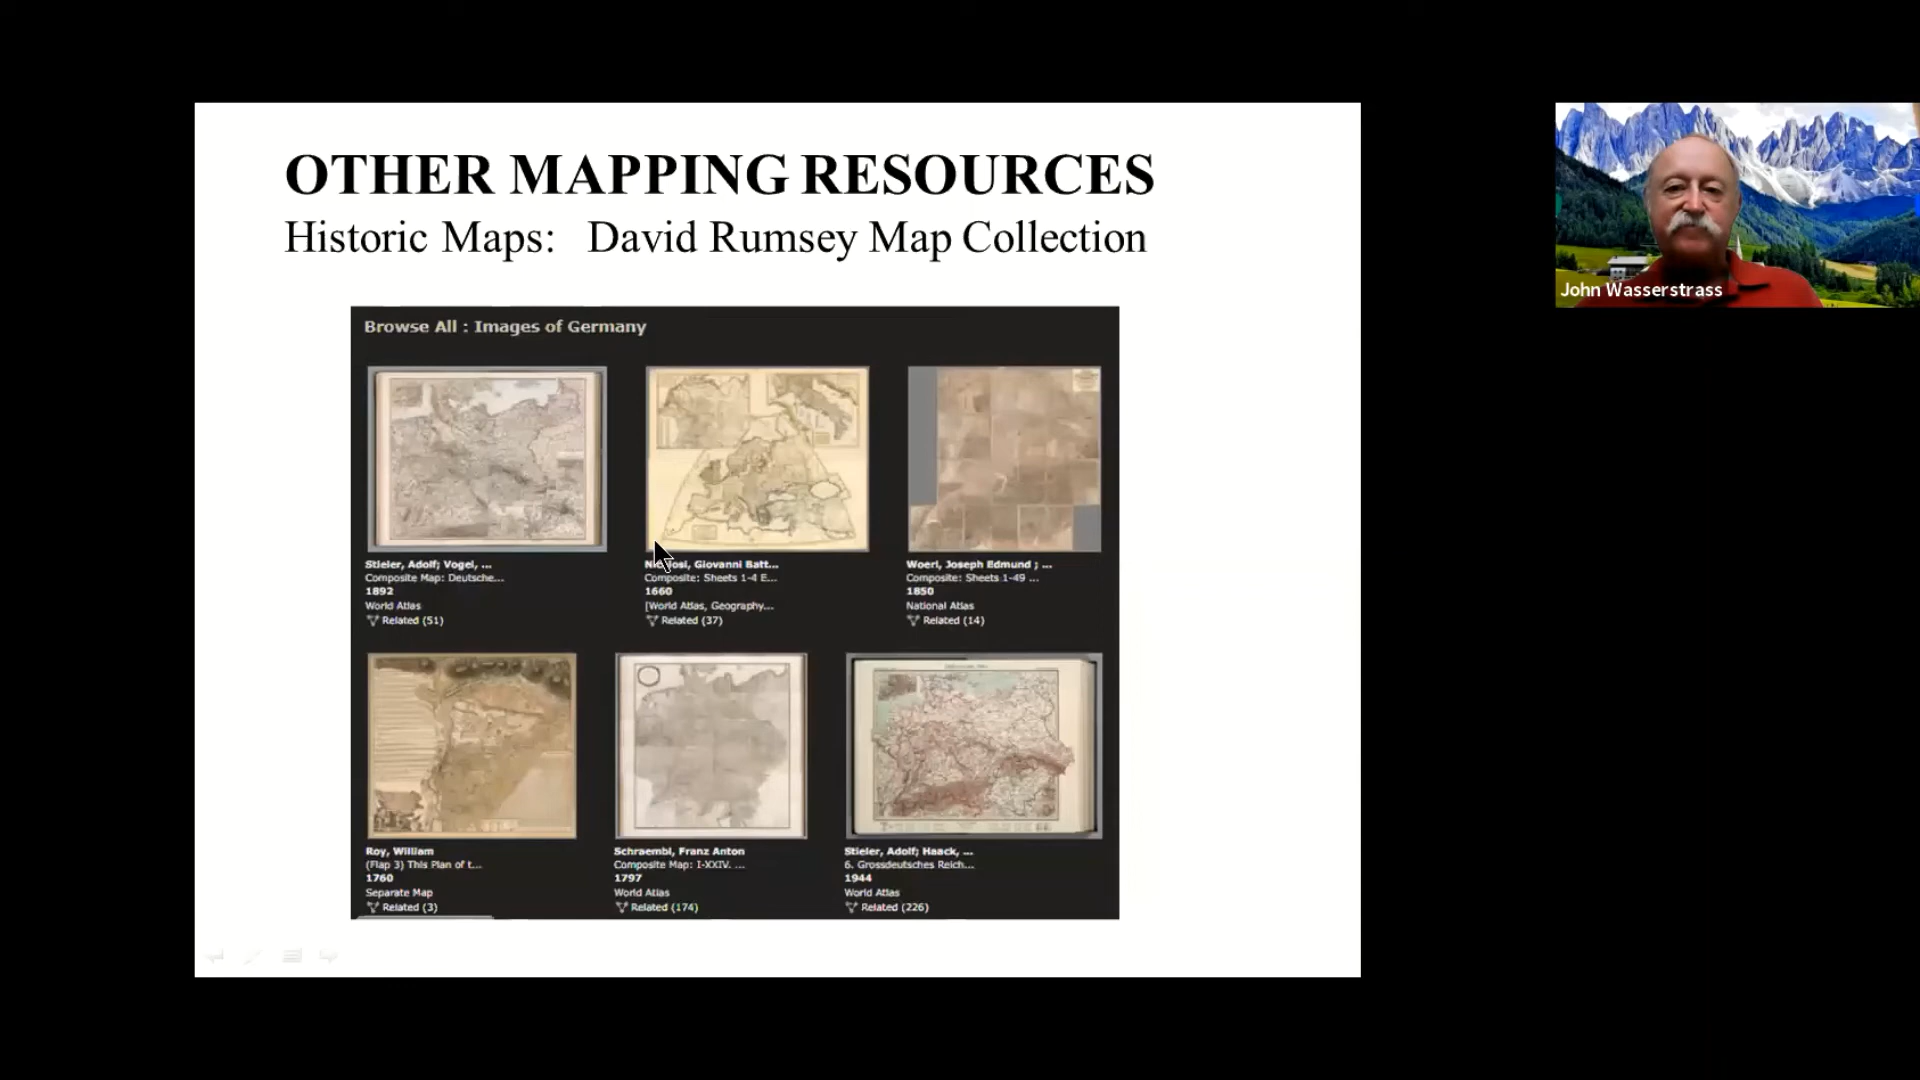 OTHER MAPPING RESOURCES
Historic Maps: David Rumsey Map Collection
John Wasserstrass
Browse All : Images of Germany
Stieler, Adolf; Vogel, ...
Composite Map: Deutsche...
1892
World Atlas
Related (51)
Giovanni Batt...
Composite: Sheets 1-4 E...
1660
[World Atlas, Geography...
Related (37)
Woerl, Joseph Edmund ; ...
Composite: Sheets 1-49 ...
1850
National Atlas
Related (14)
Roy, William
(Flap 3) This Plan of t...
1760
Separate Map
Related (3)
Schraembl, Franz Anton
Composite Map: I-XXIV. ...
1797
World Atlas
Related (174)
Stieler, Adolf; Haack, ...
6. Grossdeutsches Reich...
1944
World Atlas
Related (226)